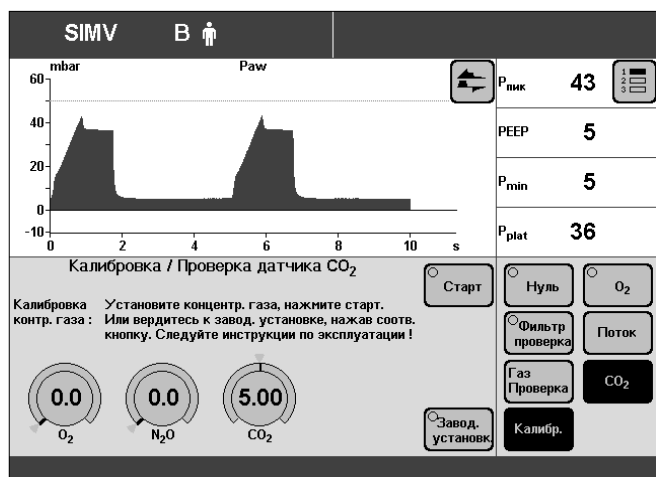 SIMV B
mbar Paw
60
40
20
0
-10
0 2 4 6 8 10 s
Pпик 43
1
2
3
PEEP 5
Pmin 5
Pplat 36
Калибровка / Проверка датчика CO2
Калибровка контр. газа :
Установите концентр. газа, нажмите старт.
Или вердитесь к завод. установке, нажав соотв.
кнопку. Следуйте инструкции по эксплуатации !
0.0 0.0 5.00
O2 N2O CO2
Старт
Завод.
установк
Нуль O2
Фильтр
проверка
Поток
Газ
Проверка
CO2
Калибр.